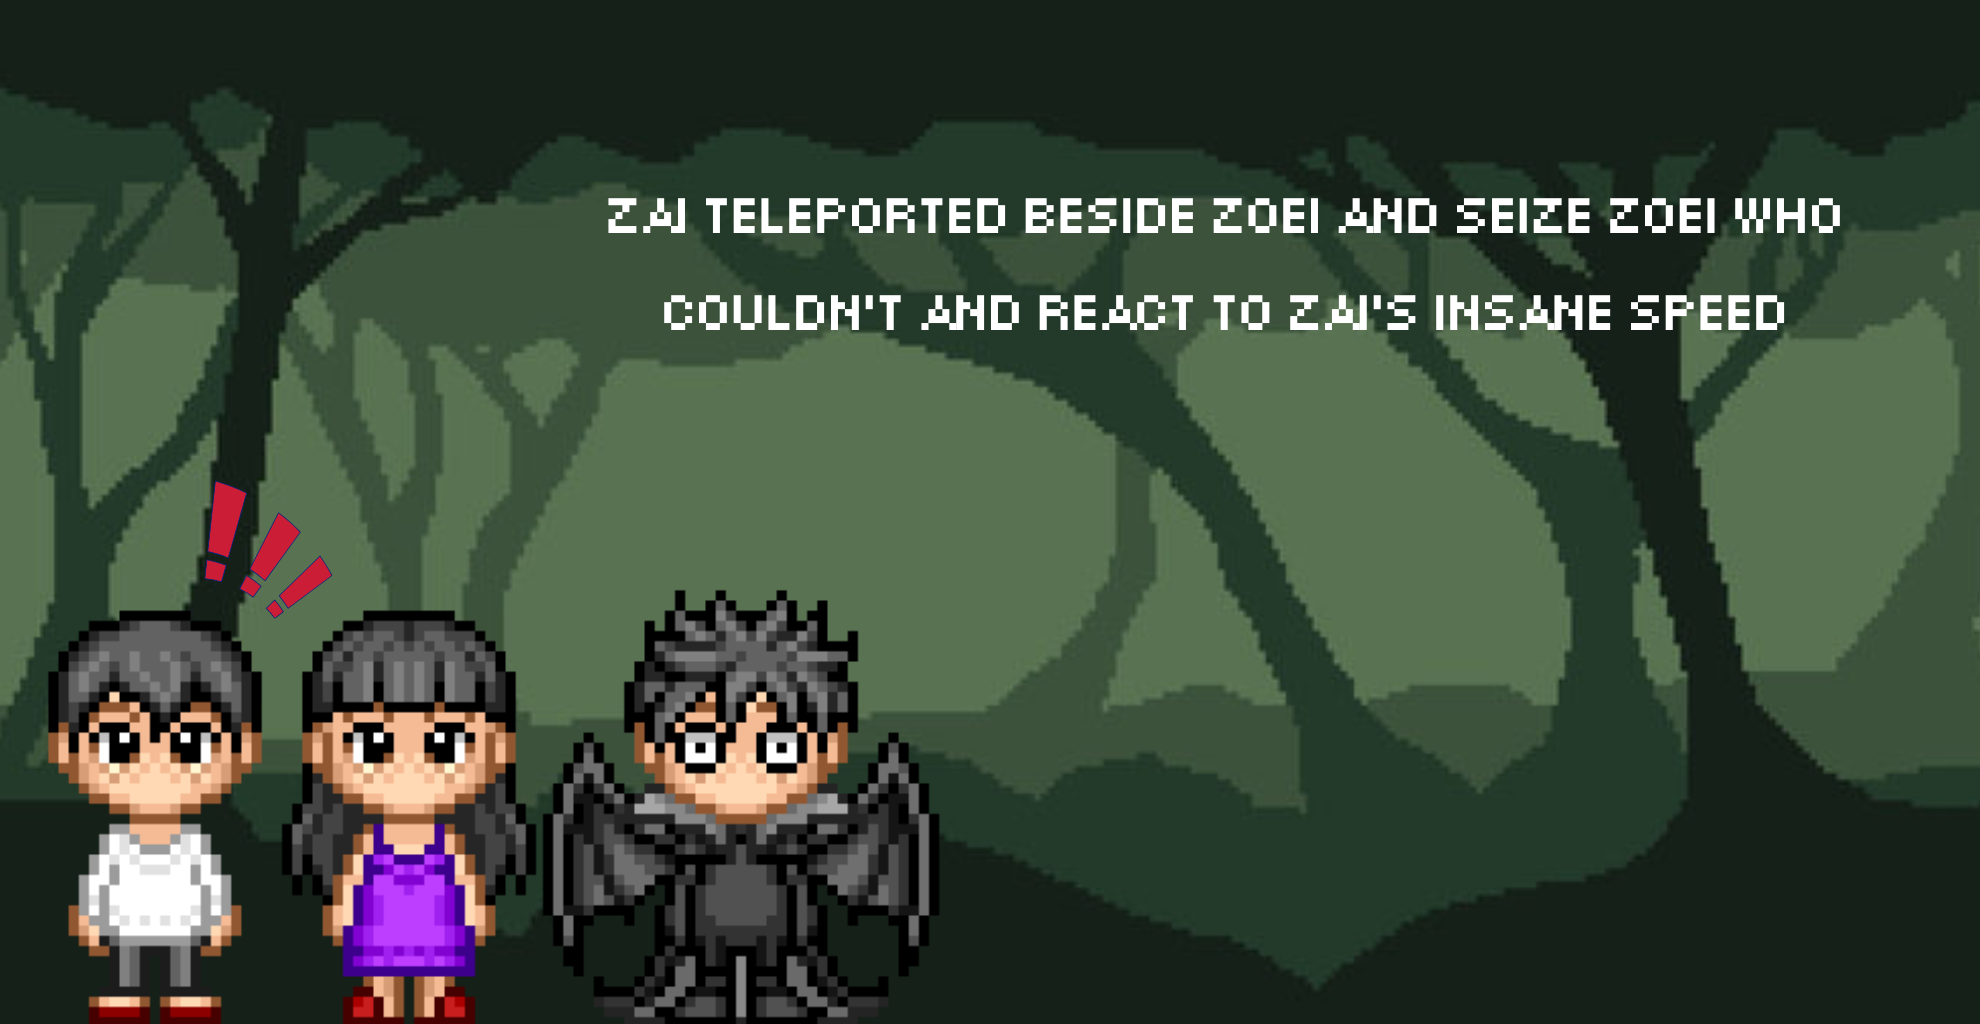 ZAI TELEPORTED BESIDE ZOEI AND SEIZE ZOEI WHO
COULDN'T AND REACT TO ZAI'S INSANE SPEED